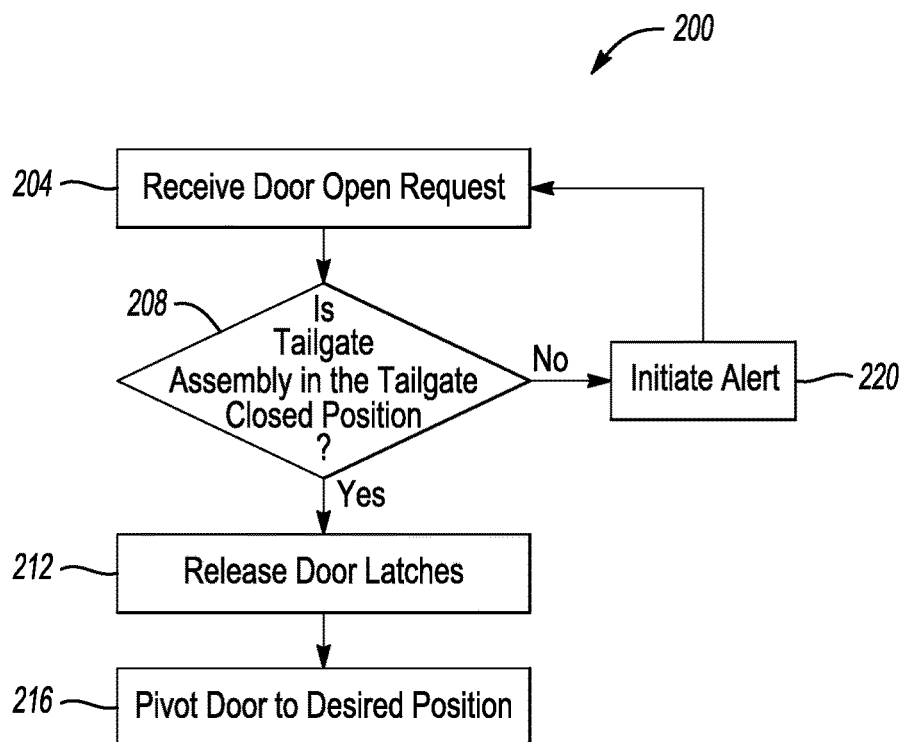 200
204
Receive Door Open Request
208
Is
Tailgate
Assembly in the Tailgate
Closed Position
?
No
Initiate Alert
220
Yes
212
Release Door Latches
216
Pivot Door to Desired Position